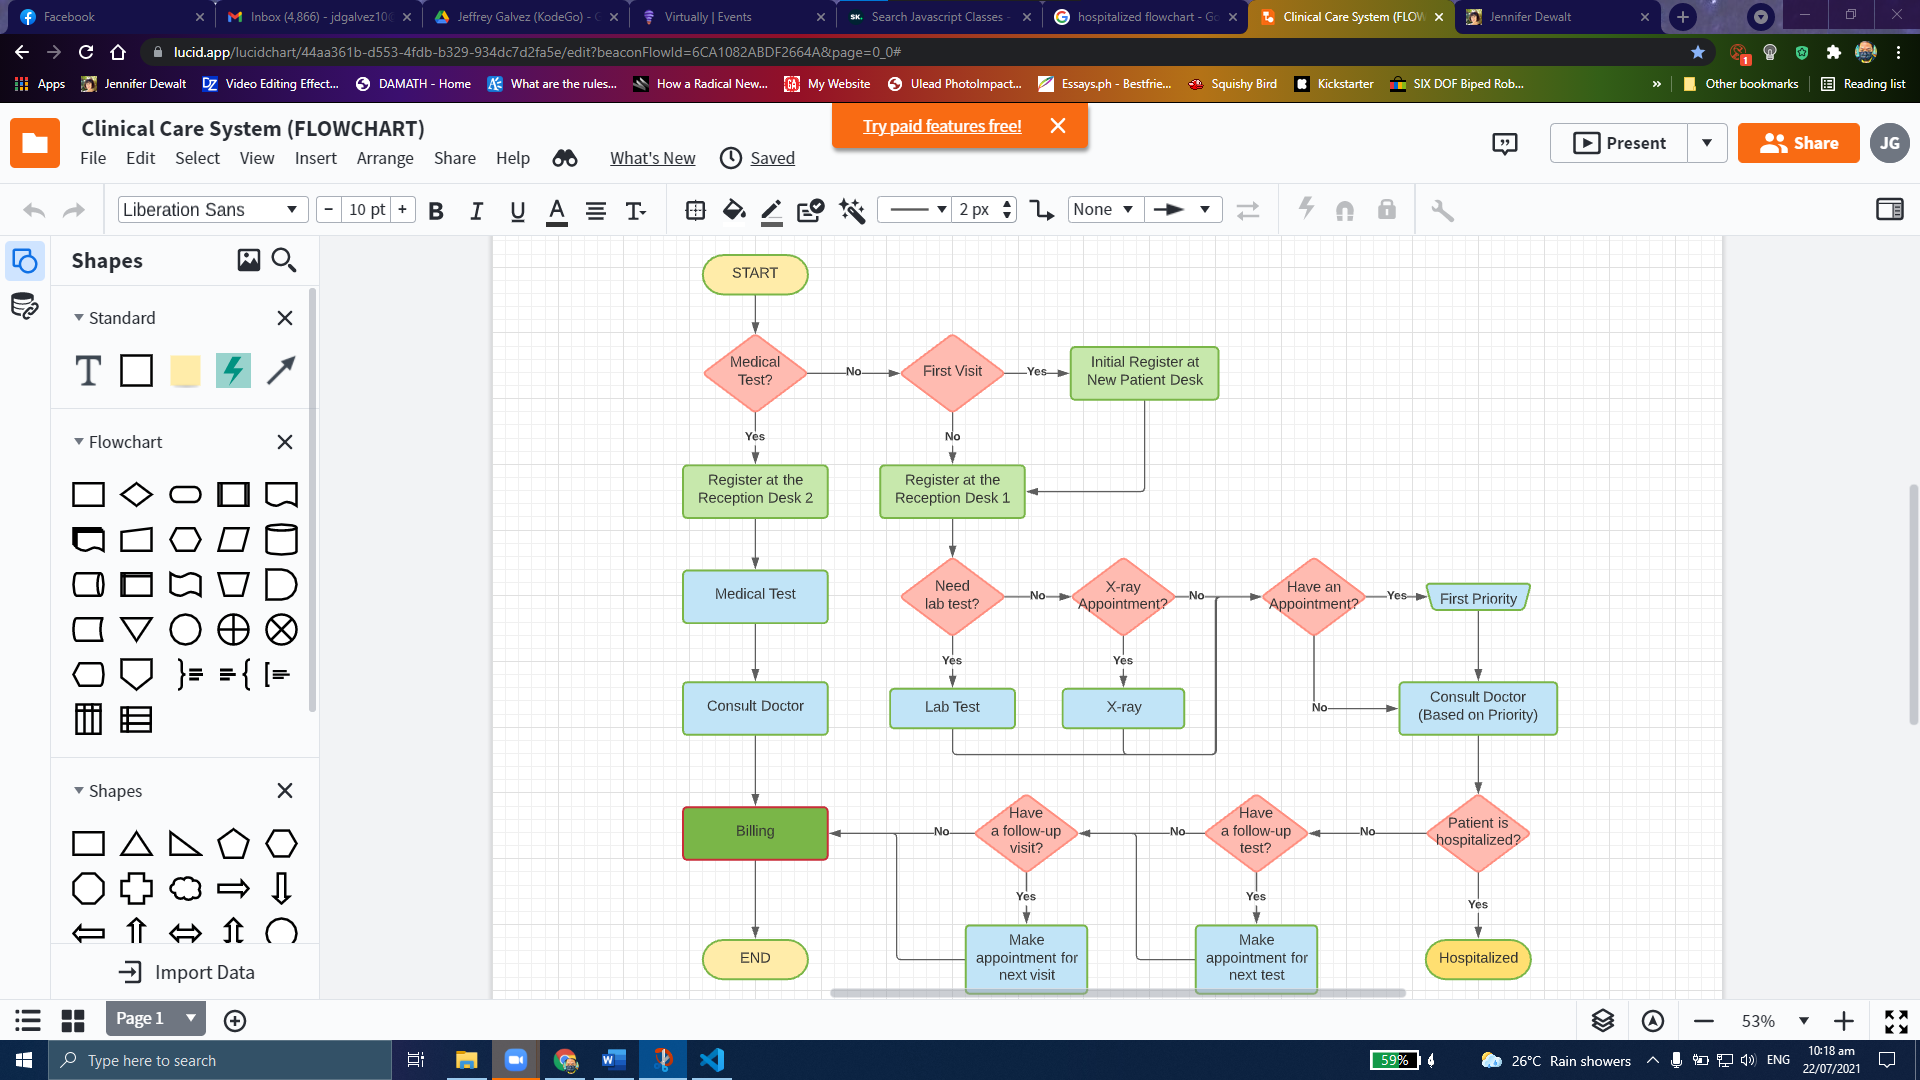 Facebook
Inbox (4,866) - jdgalvez10@
Jeffrey Galvez (KodeGo) - G
Virtually | Events
SK.
Search Javascript Classes -
hospitalized flowchart - Go
Clinical Care System (FLOW
Jennifer Dewalt
lucid.app/lucidchart/44aa361b-d553-4fdb-b329-934dc7d2fa5e/edit?beaconFlowId=6CA1082ABDF2664A&page=0_0#
1
Apps
Jennifer Dewalt
DZ
Video Editing Effect...
DAMATH - Home
What are the rules...
How a Radical New...
My Website
Ulead PhotoImpact...
Essays.ph - Bestfrie...
Squishy Bird
Kickstarter
SIX DOF Biped Rob...
»
Other bookmarks
Reading list
Clinical Care System (FLOWCHART)
Try paid features free!
File
Edit
Select
View
Insert
Arrange
Share
Help
What's New
Saved
Present
Share
JG
Liberation Sans
10 pt
2 px
None
Shapes
Standard
Flowchart
Shapes
Import Data
START
Medical
Test?
No
First Visit
Yes
Initial Register at
New Patient Desk
Yes
No
Register at the
Reception Desk 2
Register at the
Reception Desk 1
Medical Test
Need
lab test?
No
X-ray
Appointment?
No
Have an
Appointment?
Yes
First Priority
Yes
Yes
Consult Doctor
Lab Test
X-ray
No
Consult Doctor
(Based on Priority)
Billing
No
Have
a follow-up
visit?
No
Have
a follow-up
test?
No
Patient is
hospitalized?
Yes
Yes
Yes
END
Make
appointment for
next visit
Make
appointment for
next test
Hospitalized
Page 1
53%
Type here to search
59%
26°C Rain showers
ENG
10:18 am
22/07/2021